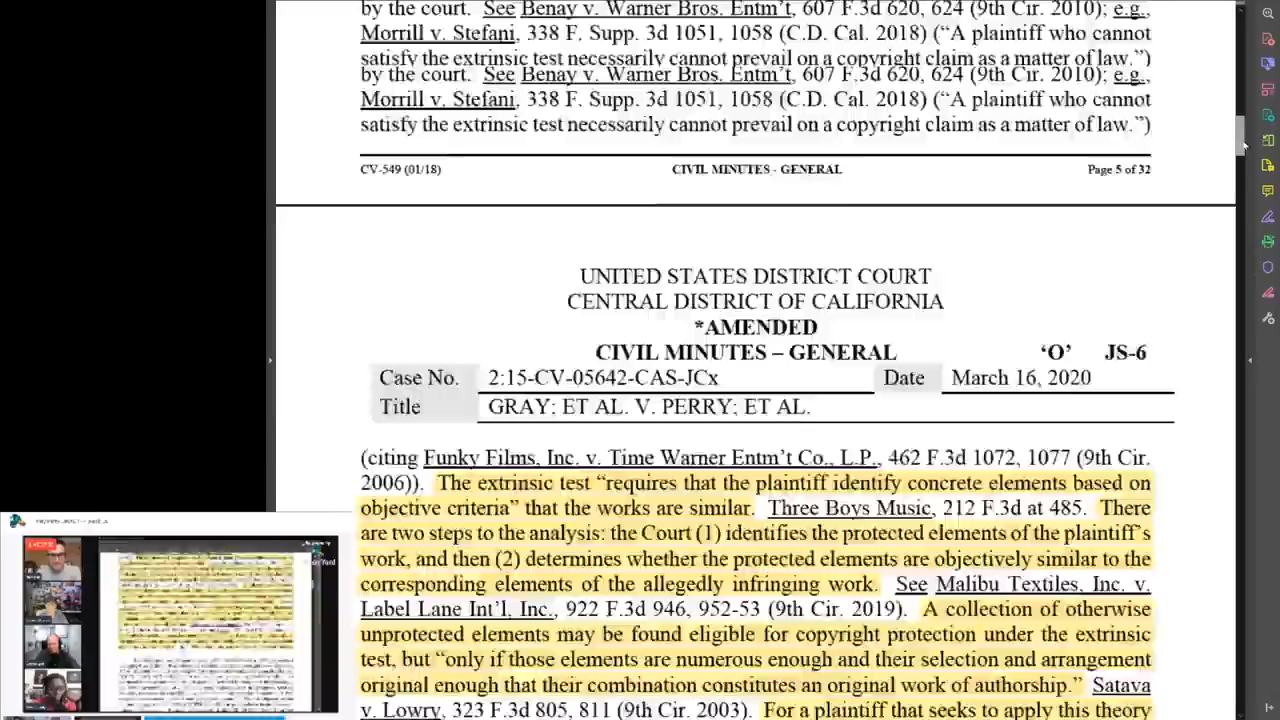 by the court. See Benay v. Warner Bros. Entm't, 607 F.3d 620, 624 (9th Cir. 2010); e.g.,
Morrill v. Stefani, 338 F. Supp. 3d 1051, 1058 (C.D. Cal. 2018) (“A plaintiff who cannot
satisfy the extrinsic test necessarily cannot prevail on a copyright claim as a matter of law.”)
by the court. See Benay v. Warner Bros. Entm't, 607 F.3d 620, 624 (9th Cir. 2010); e.g.,
Morrill v. Stefani, 338 F. Supp. 3d 1051, 1058 (C.D. Cal. 2018) (“A plaintiff who cannot
satisfy the extrinsic test necessarily cannot prevail on a copyright claim as a matter of law.”)
CV-549 (01/18) CIVIL MINUTES - GENERAL Page 5 of 32
UNITED STATES DISTRICT COURT
CENTRAL DISTRICT OF CALIFORNIA
*AMENDED
CIVIL MINUTES – GENERAL ‘O’ JS-6
Case No. 2:15-CV-05642-CAS-JCx Date March 16, 2020
Title GRAY; ET AL. V. PERRY; ET AL.
(citing Funky Films, Inc. v. Time Warner Entm't Co., L.P., 462 F.3d 1072, 1077 (9th Cir.
2006)). The extrinsic test “requires that the plaintiff identify concrete elements based on
objective criteria” that the works are similar. Three Boys Music, 212 F.3d at 485. There
are two steps to the analysis: the Court (1) identifies the protected elements of the plaintiff's
work, and then (2) determines whether the protected elements are objectively similar to the
corresponding elements of the allegedly infringing work. See Malibu Textiles, Inc. v.
Label Lane Int'l, Inc., 922 F.3d 946, 952-53 (9th Cir. 2019). A collection of otherwise
unprotected elements may be found eligible for copyright protection under the extrinsic
test, but “only if those elements are numerous enough and their selection and arrangement
original enough that their combination constitutes an original work of authorship.” Satava
v. Lowry, 323 F.3d 805, 811 (9th Cir. 2003). For a plaintiff that seeks to apply this theory